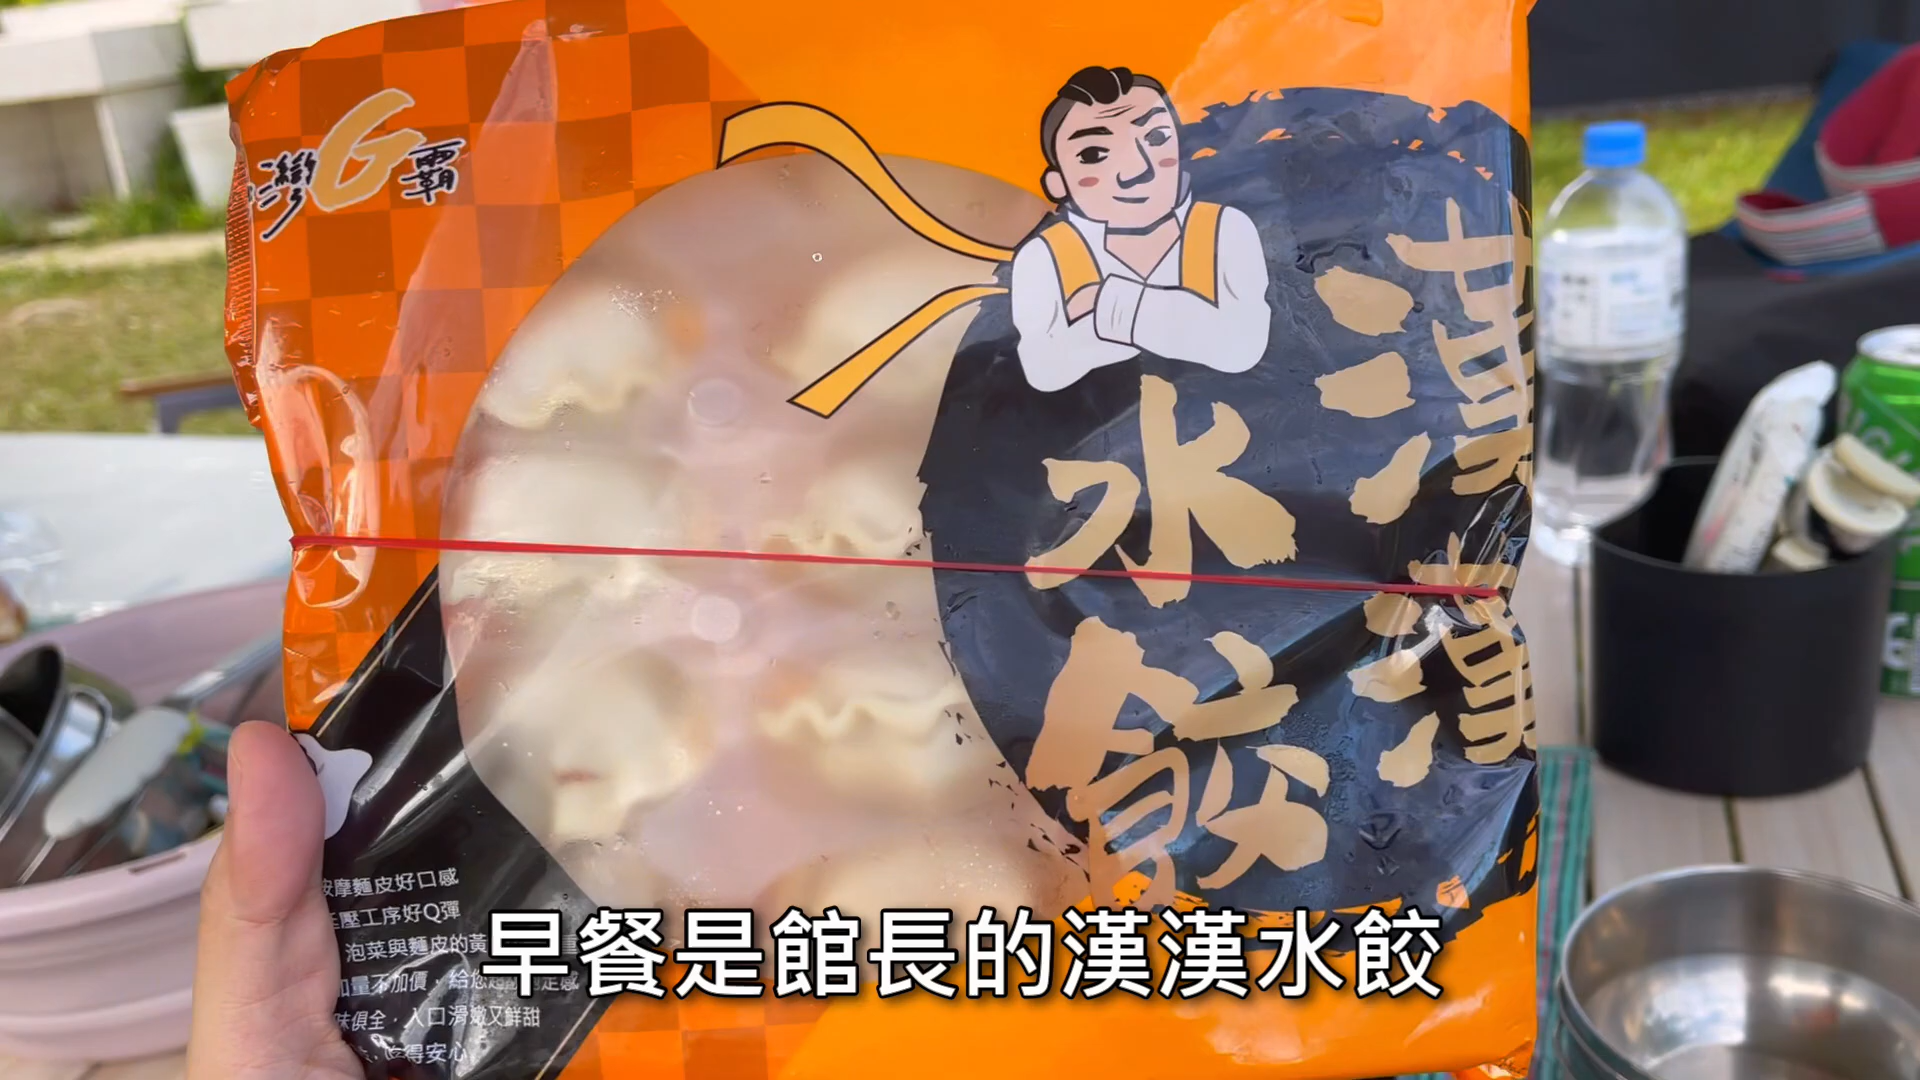 灣G霸
漢漢
水餃
按摩麵皮好口感
壓工序好Q彈
泡菜與麵皮的黃
加量不加價，給您
味俱全，入口滑嫩又鮮甜
得安心
早餐是館長的漢漢水餃